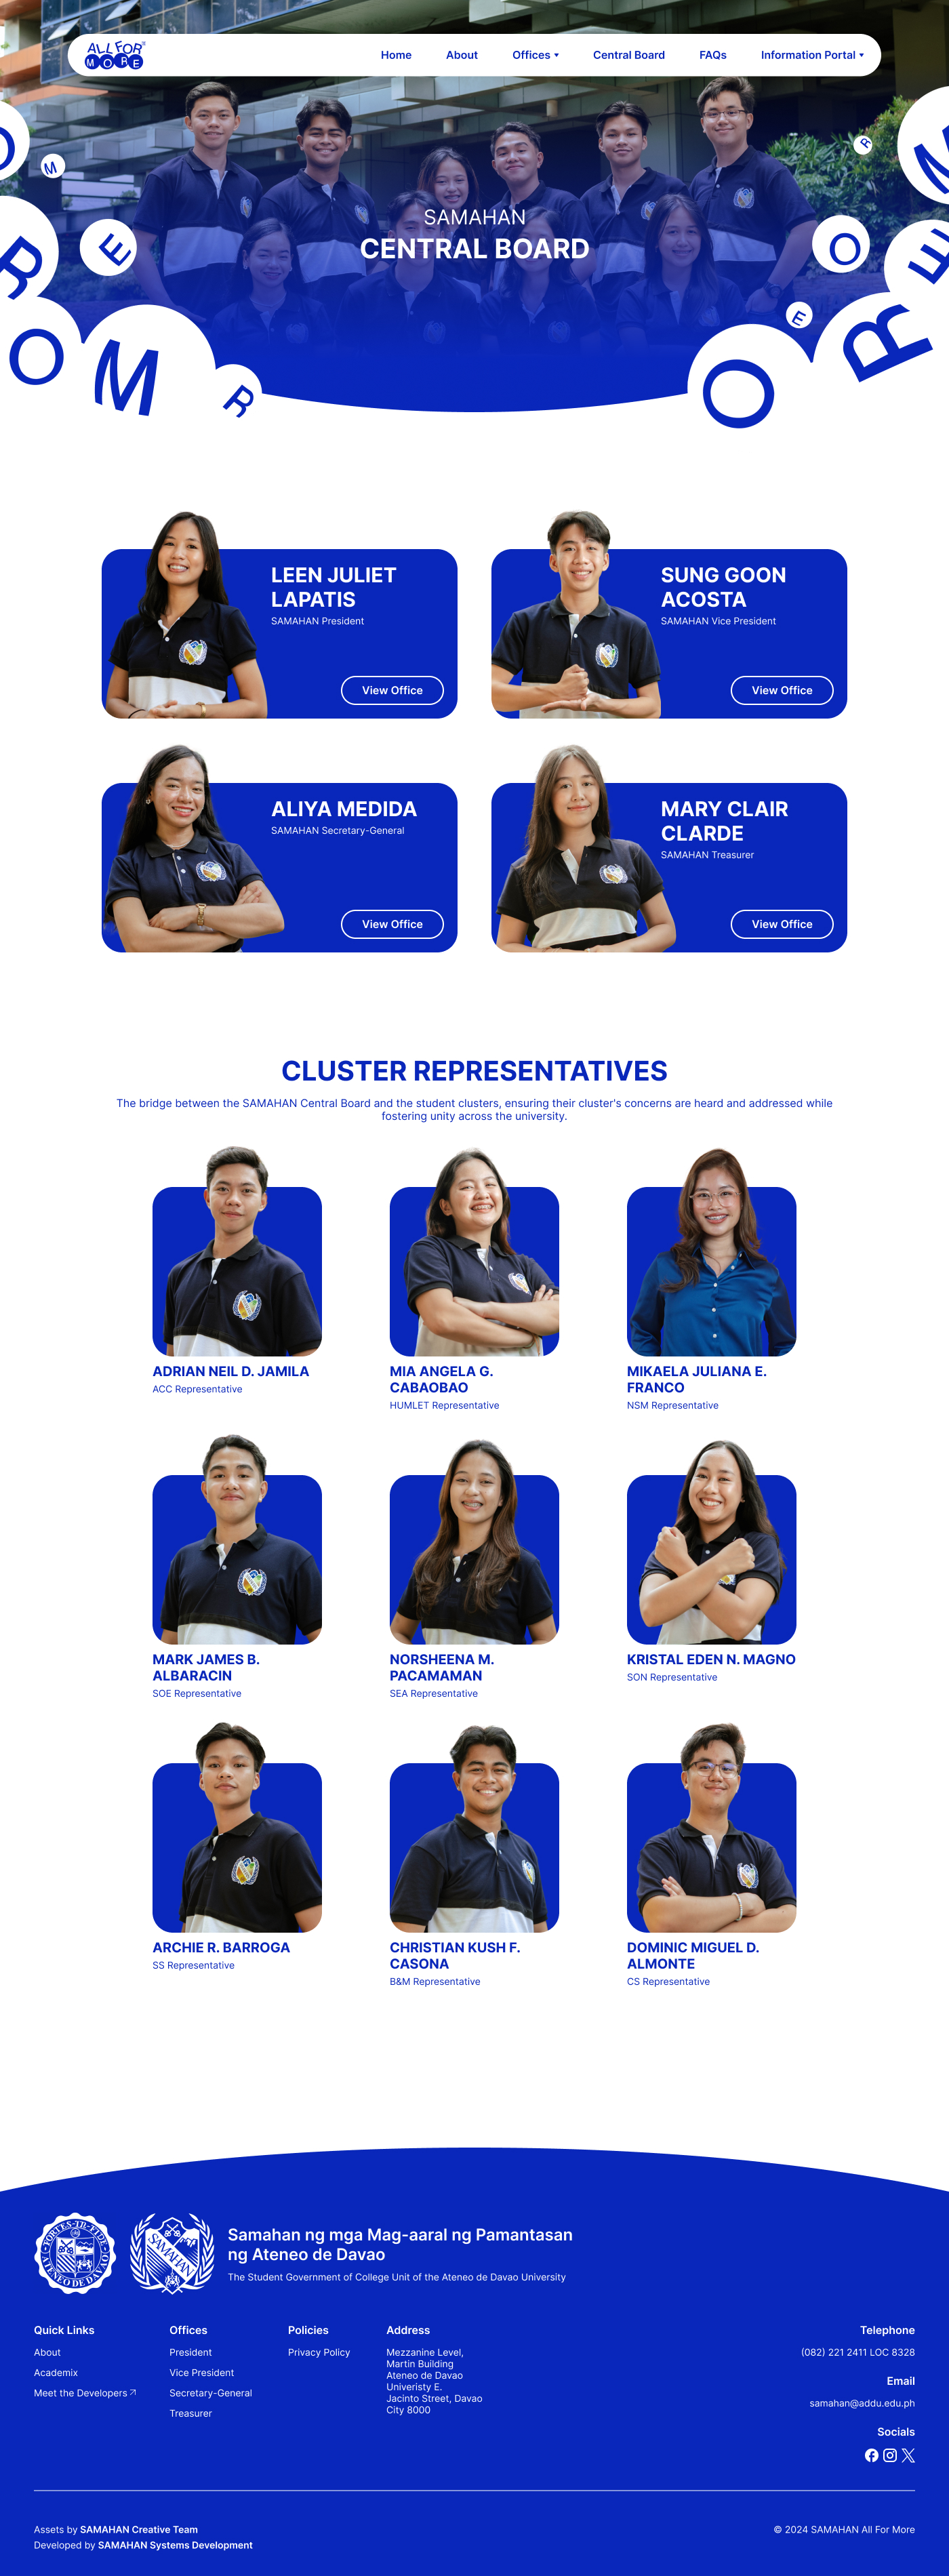 ALL FOR
MORE
Home
About
Offices
Central Board
FAQs
Information Portal
O
M
R
E
O
M
R
R
M
O
E
E
R
O
SAMAHAN
CENTRAL BOARD
LEEN JULIET
LAPATIS
SAMAHAN President
View Office
SUNG GOON
ACOSTA
SAMAHAN Vice President
View Office
ALIYA MEDIDA
SAMAHAN Secretary-General
View Office
MARY CLAIR
CLARDE
SAMAHAN Treasurer
View Office
CLUSTER REPRESENTATIVES
The bridge between the SAMAHAN Central Board and the student clusters, ensuring their cluster's concerns are heard and addressed while
fostering unity across the university.
ADRIAN NEIL D. JAMILA
ACC Representative
MIA ANGELA G.
CABAOBAO
HUMLET Representative
MIKAELA JULIANA E.
FRANCO
NSM Representative
MARK JAMES B.
ALBARACIN
SOE Representative
NORSHEENA M.
PACAMAMAN
SEA Representative
KRISTAL EDEN N. MAGNO
SON Representative
ARCHIE R. BARROGA
SS Representative
CHRISTIAN KUSH F.
CASONA
B&M Representative
DOMINIC MIGUEL D.
ALMONTE
CS Representative
FORTES·IN·FIDE
ATENEO DE DAVAO
SAMAHAN
Samahan ng mga Mag-aaral ng Pamantasan
ng Ateneo de Davao
The Student Government of College Unit of the Ateneo de Davao University
Quick Links
About
Academix
Meet the Developers
Offices
President
Vice President
Secretary-General
Treasurer
Policies
Privacy Policy
Address
Mezzanine Level,
Martin Building
Ateneo de Davao
Univeristy E.
Jacinto Street, Davao
City 8000
Telephone
(082) 221 2411 LOC 8328
Email
samahan@addu.edu.ph
Socials
Assets by SAMAHAN Creative Team
Developed by SAMAHAN Systems Development
© 2024 SAMAHAN All For More